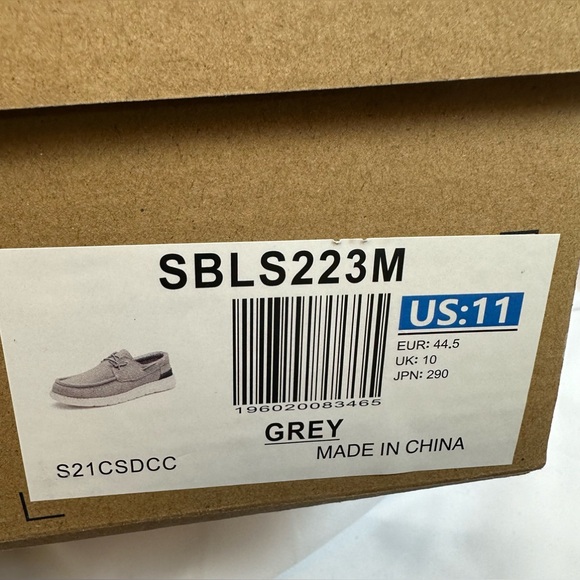 SBLS223M
US:11
EUR: 44.5
UK: 10
JPN: 290
196020083465
GREY
MADE IN CHINA
S21CSDCC